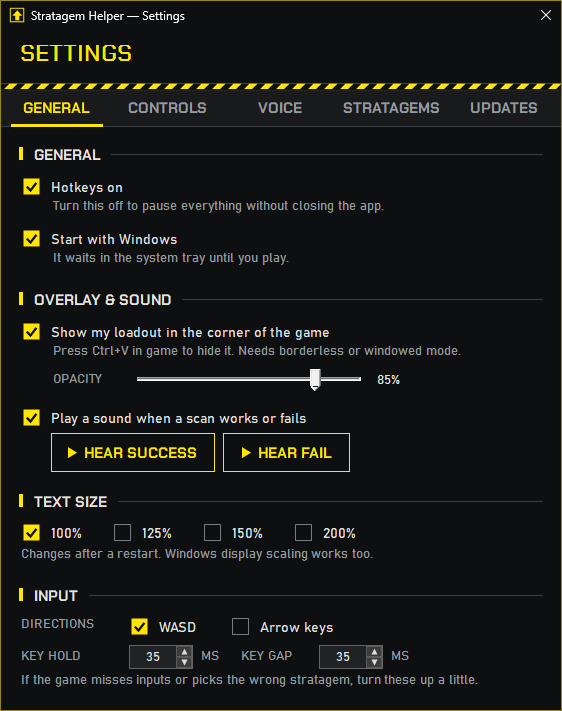 Stratagem Helper — Settings
SETTINGS
GENERAL CONTROLS VOICE STRATAGEMS UPDATES
GENERAL
Hotkeys on
Turn this off to pause everything without closing the app.
Start with Windows
It waits in the system tray until you play.
OVERLAY & SOUND
Show my loadout in the corner of the game
Press Ctrl+V in game to hide it. Needs borderless or windowed mode.
OPACITY 85%
Play a sound when a scan works or fails
HEAR SUCCESS HEAR FAIL
TEXT SIZE
100% 125% 150% 200%
Changes after a restart. Windows display scaling works too.
INPUT
DIRECTIONS WASD Arrow keys
KEY HOLD 35 MS KEY GAP 35 MS
If the game misses inputs or picks the wrong stratagem, turn these up a little.